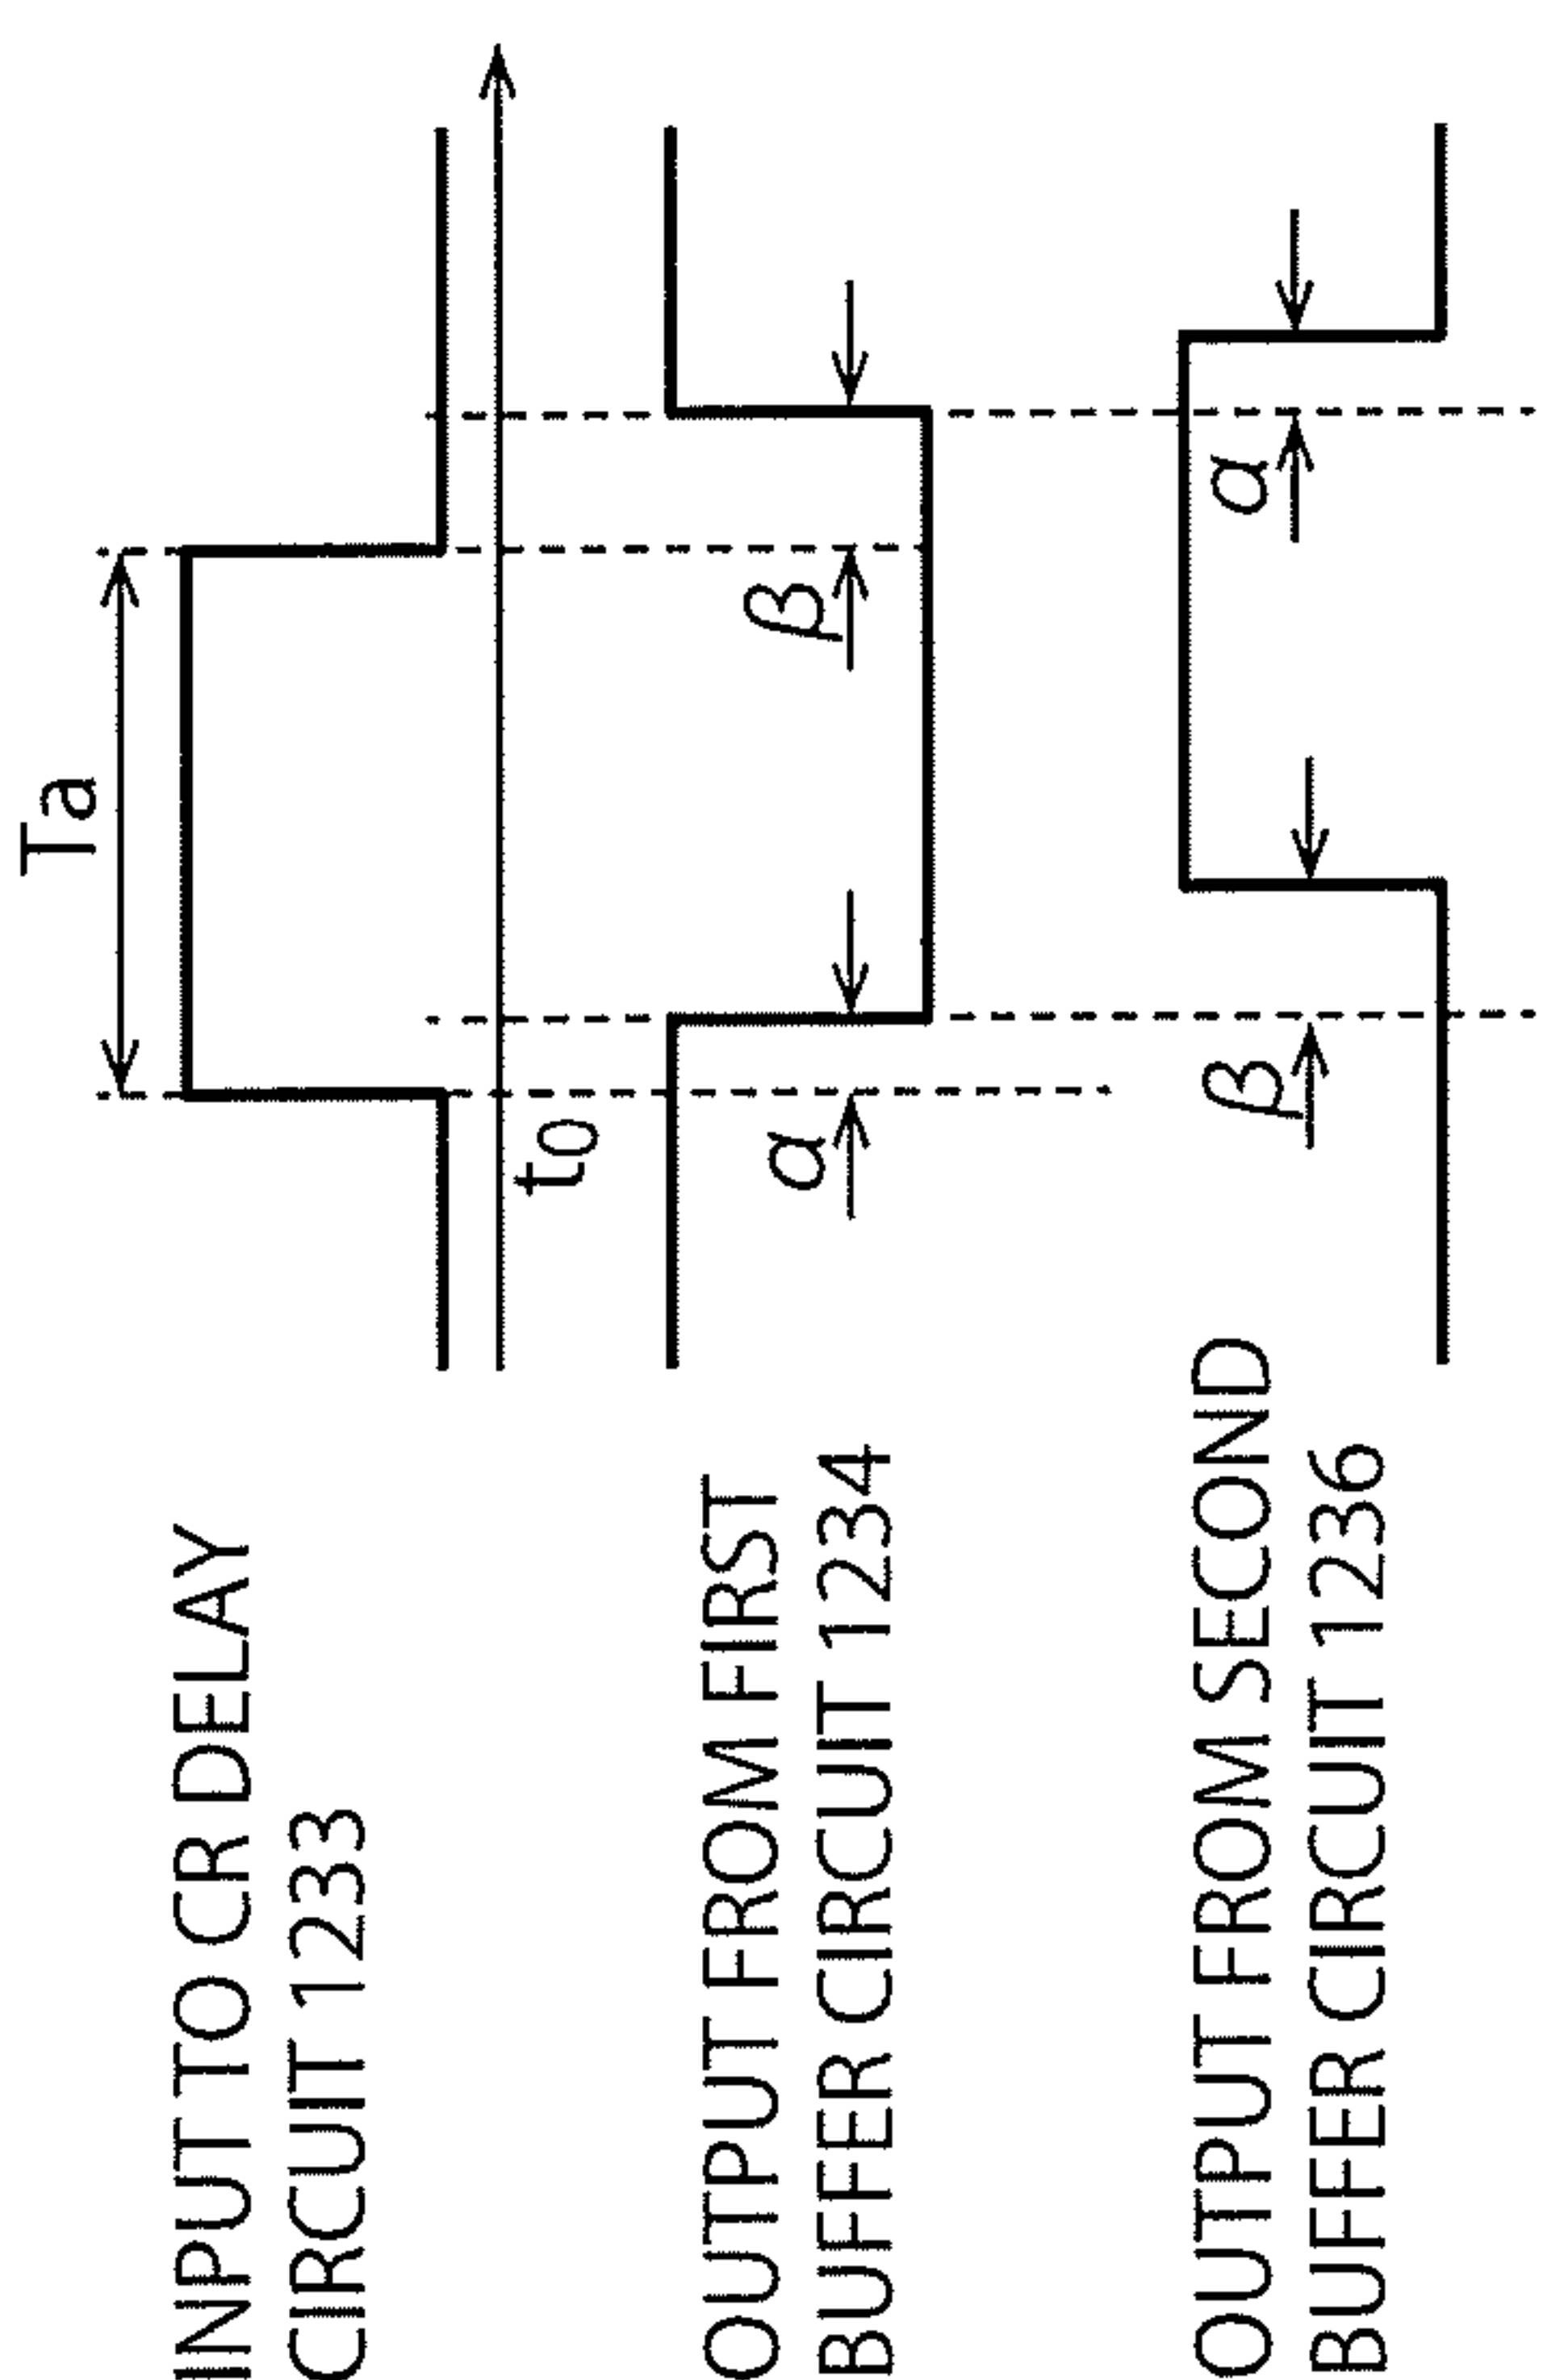 Ta
INPUT TO CR DELAY
CIRCUIT 1233
t0
OUTPUT FROM FIRST
BUFFER CIRCUIT 1234
α
β
OUTPUT FROM SECOND
BUFFER CIRCUIT 1236
β
α